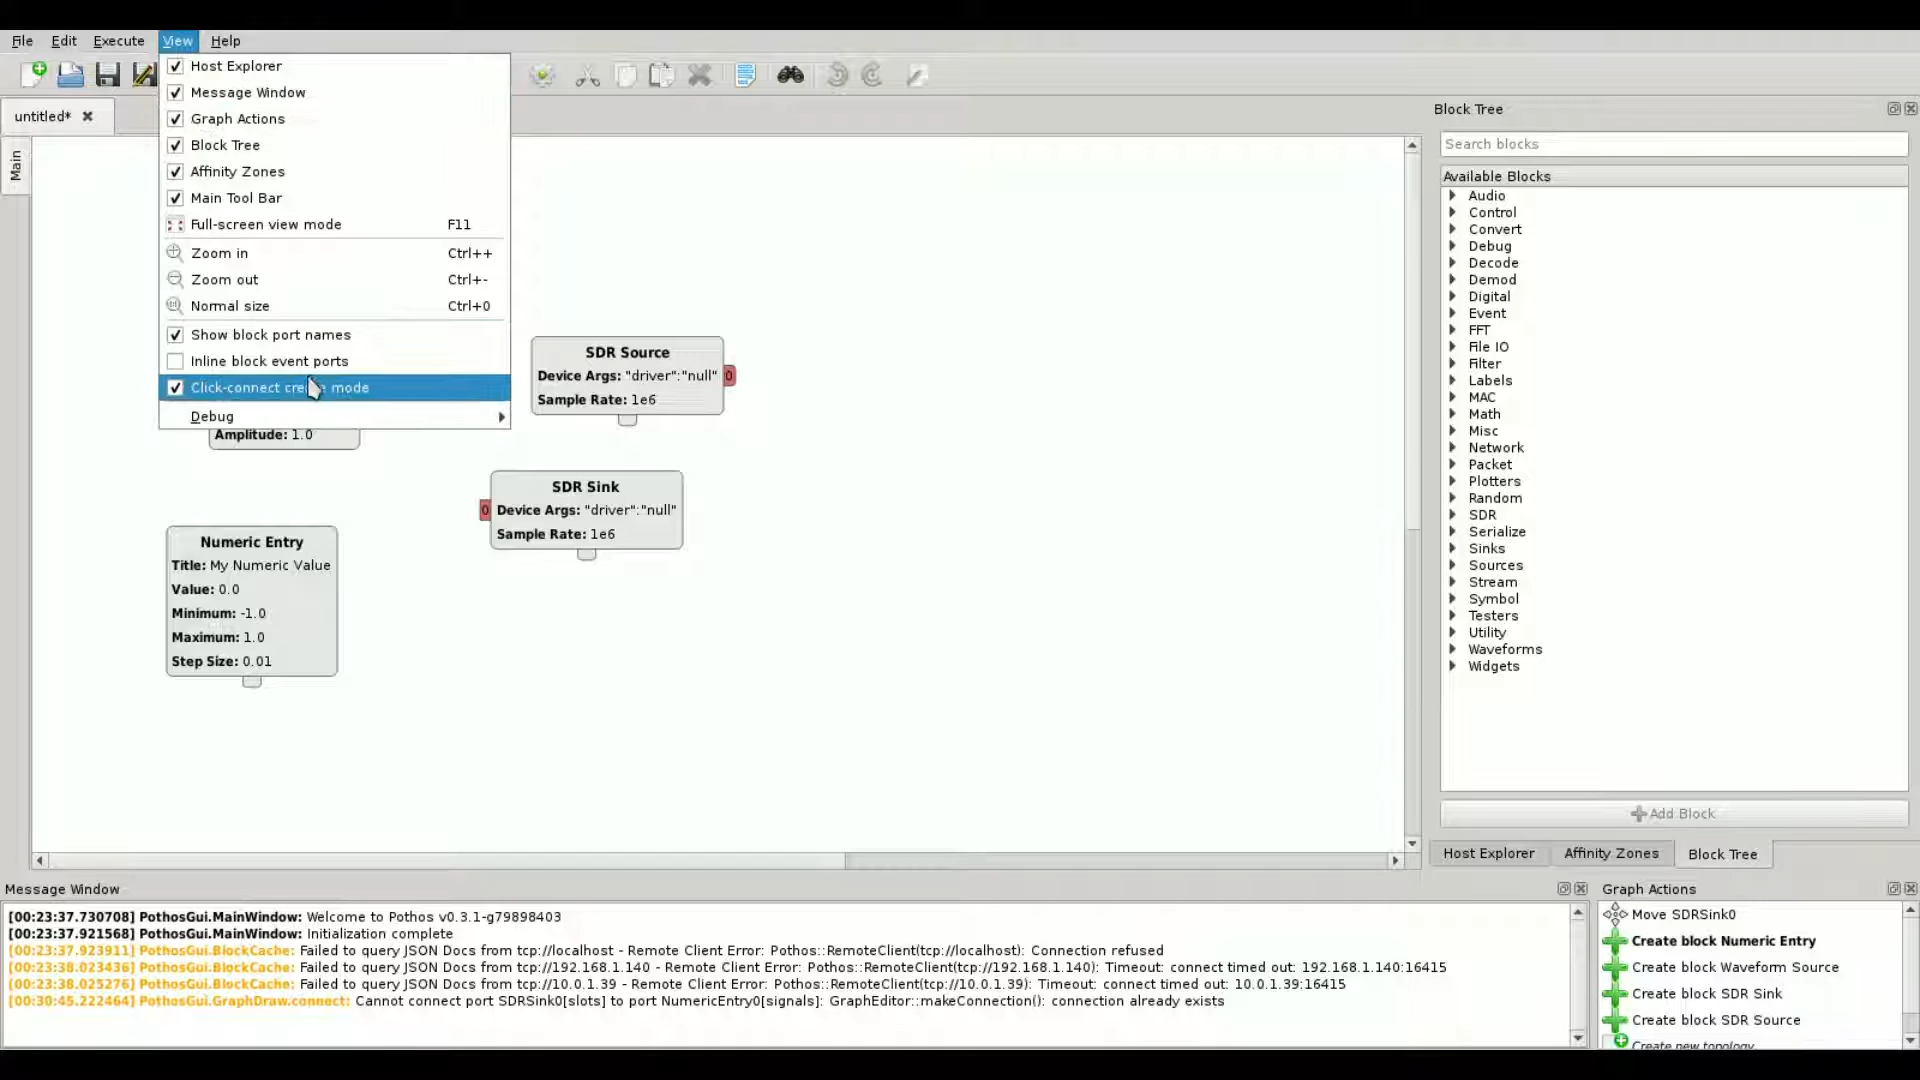 File Edit Execute View Help
Host Explorer
Message Window
Graph Actions
Block Tree
Affinity Zones
Main Tool Bar
Full-screen view mode F11
Zoom in Ctrl++
Zoom out Ctrl+-
Normal size Ctrl+0
Show block port names
Inline block event ports
Click-connect mode
Debug
untitled*
Main
Amplitude: 1.0
SDR Source
Device Args: "driver":"null" 0
Sample Rate: 1e6
SDR Sink
0 Device Args: "driver":"null"
Sample Rate: 1e6
Numeric Entry
Title: My Numeric Value
Value: 0.0
Minimum: -1.0
Maximum: 1.0
Step Size: 0.01
Block Tree
Search blocks
Available Blocks
Audio
Control
Convert
Debug
Decode
Demod
Digital
Event
FFT
File IO
Filter
Labels
MAC
Math
Misc
Network
Packet
Plotters
Random
SDR
Serialize
Sinks
Sources
Stream
Symbol
Testers
Utility
Waveforms
Widgets
Add Block
Host Explorer Affinity Zones Block Tree
Message Window
[00:23:37.730708] PothosGui.MainWindow: Welcome to Pothos v0.3.1-g79898403
[00:23:37.921568] PothosGui.MainWindow: Initialization complete
[00:23:37.923911] PothosGui.BlockCache: Failed to query JSON Docs from tcp://localhost - Remote Client Error: Pothos::RemoteClient(tcp://localhost): Connection refused
[00:23:38.023436] PothosGui.BlockCache: Failed to query JSON Docs from tcp://192.168.1.140 - Remote Client Error: Pothos::RemoteClient(tcp://192.168.1.140): Timeout: connect timed out: 192.168.1.140:16415
[00:23:38.025276] PothosGui.BlockCache: Failed to query JSON Docs from tcp://10.0.1.39 - Remote Client Error: Pothos::RemoteClient(tcp://10.0.1.39): Timeout: connect timed out: 10.0.1.39:16415
[00:30:45.222464] PothosGui.GraphDraw.connect: Cannot connect port SDRSink0[slots] to port NumericEntry0[signals]: GraphEditor::makeConnection(): connection already exists
Graph Actions
Move SDRSink0
Create block Numeric Entry
Create block Waveform Source
Create block SDR Sink
Create block SDR Source
Create new topology